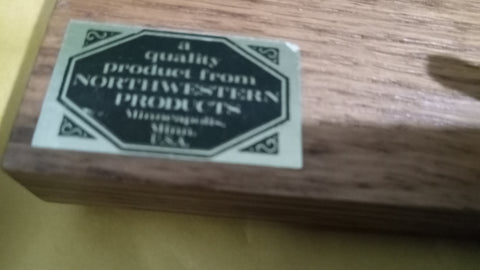 a
quality
product from
NORTHWESTERN
PRODUCTS
Minneapolis,
Minn.
U.S.A.